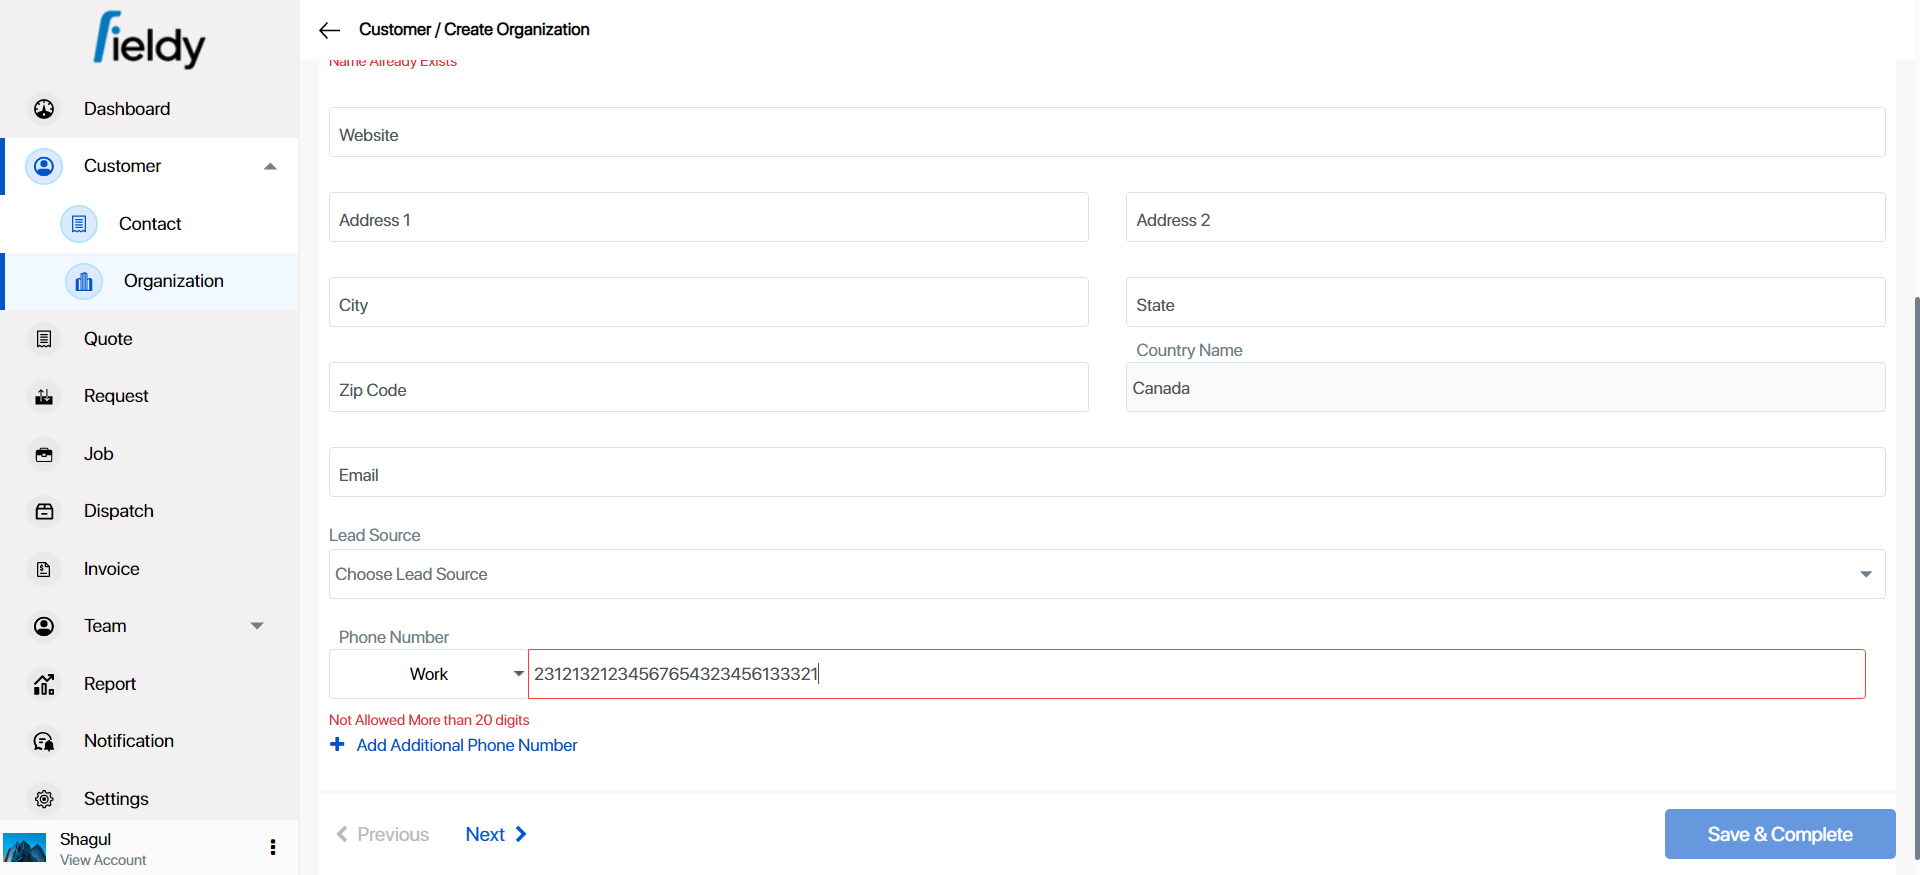 fieldy
Customer / Create Organization
Name Already Exists
Dashboard
Customer
Contact
Organization
Quote
Request
Job
Dispatch
Invoice
Team
Report
Notification
Settings
Shagul
View Account
Website
Address 1
Address 2
City
State
Country Name
Zip Code
Canada
Email
Lead Source
Choose Lead Source
Phone Number
Work
23121321234567654323456133321
Not Allowed More than 20 digits
Add Additional Phone Number
Previous
Next
Save & Complete